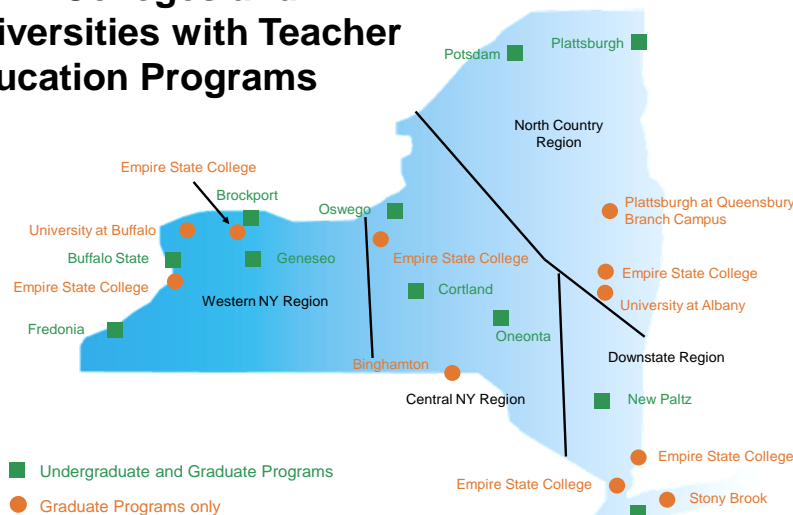 with Teacher
Programs
Potsdam
Plattsburgh
North Country
Region
Empire State College
Brockport
Oswego
Plattsburgh at Queensbury
Branch Campus
University at Buffalo
Buffalo State
Geneseo
Empire State College
Empire State College
Empire State College
Cortland
University at Albany
Western NY Region
Fredonia
Oneonta
Downstate Region
Binghamton
Central NY Region
New Paltz
Empire State College
Undergraduate and Graduate Programs
Empire State College
Stony Brook
Graduate Programs only